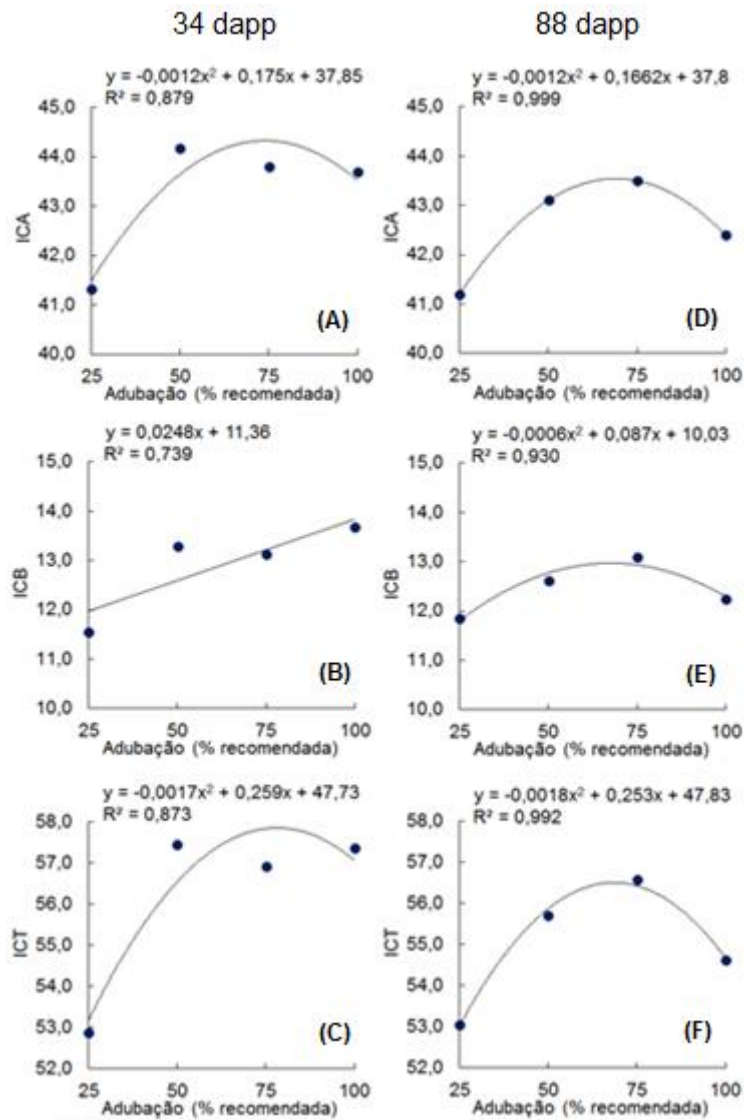 34 dapp
88 dapp
y = -0,0012x² + 0,175x + 37,85
R² = 0,879
45,0
44,0
43,0
42,0
41,0
40,0
ICA
(A)
25 50 75 100
Adubação (% recomendada)
y = -0,0012x² + 0,1662x + 37,8
R² = 0,999
45,0
44,0
43,0
42,0
41,0
40,0
ICA
(D)
25 50 75 100
Adubação (% recomendada)
y = 0,0248x + 11,36
R² = 0,739
15,0
14,0
13,0
12,0
11,0
10,0
ICB
(B)
25 50 75 100
Adubação (% recomendada)
y = -0,0006x² + 0,087x + 10,03
R² = 0,930
15,0
14,0
13,0
12,0
11,0
10,0
ICB
(E)
25 50 75 100
Adubação (% recomendada)
y = -0,0017x² + 0,259x + 47,73
R² = 0,873
58,0
57,0
56,0
55,0
54,0
53,0
52,0
ICT
(C)
25 50 75 100
Adubação (% recomendada)
y = -0,0018x² + 0,253x + 47,83
R² = 0,992
58,0
57,0
56,0
55,0
54,0
53,0
52,0
ICT
(F)
25 50 75 100
Adubação (% recomendada)